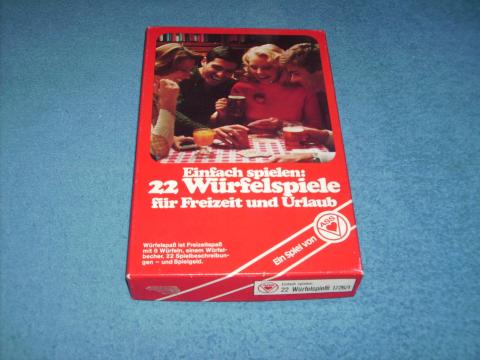 Einfach spielen:
22 Würfelspiele
für Freizeit und Urlaub
Würfelspaß ist Freizeitspaß
mit 9 Würfeln, einem Würfel-
becher, 22 Spielbeschreibun-
gen – und Spielgeld.
Ein Spiel von
ASS
Einfach spielen:
22 Würfelspiele